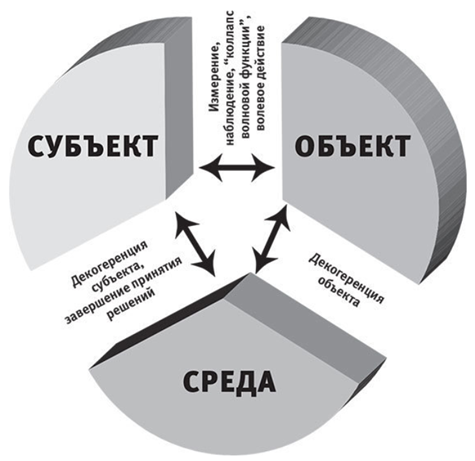 Измерение,
наблюдение, “коллапс
волновой функции”,
волевое действие
СУБЪЕКТ
ОБЪЕКТ
Декогеренция
субъекта,
завершение принятия
решений
Декогеренция
объекта
СРЕДА